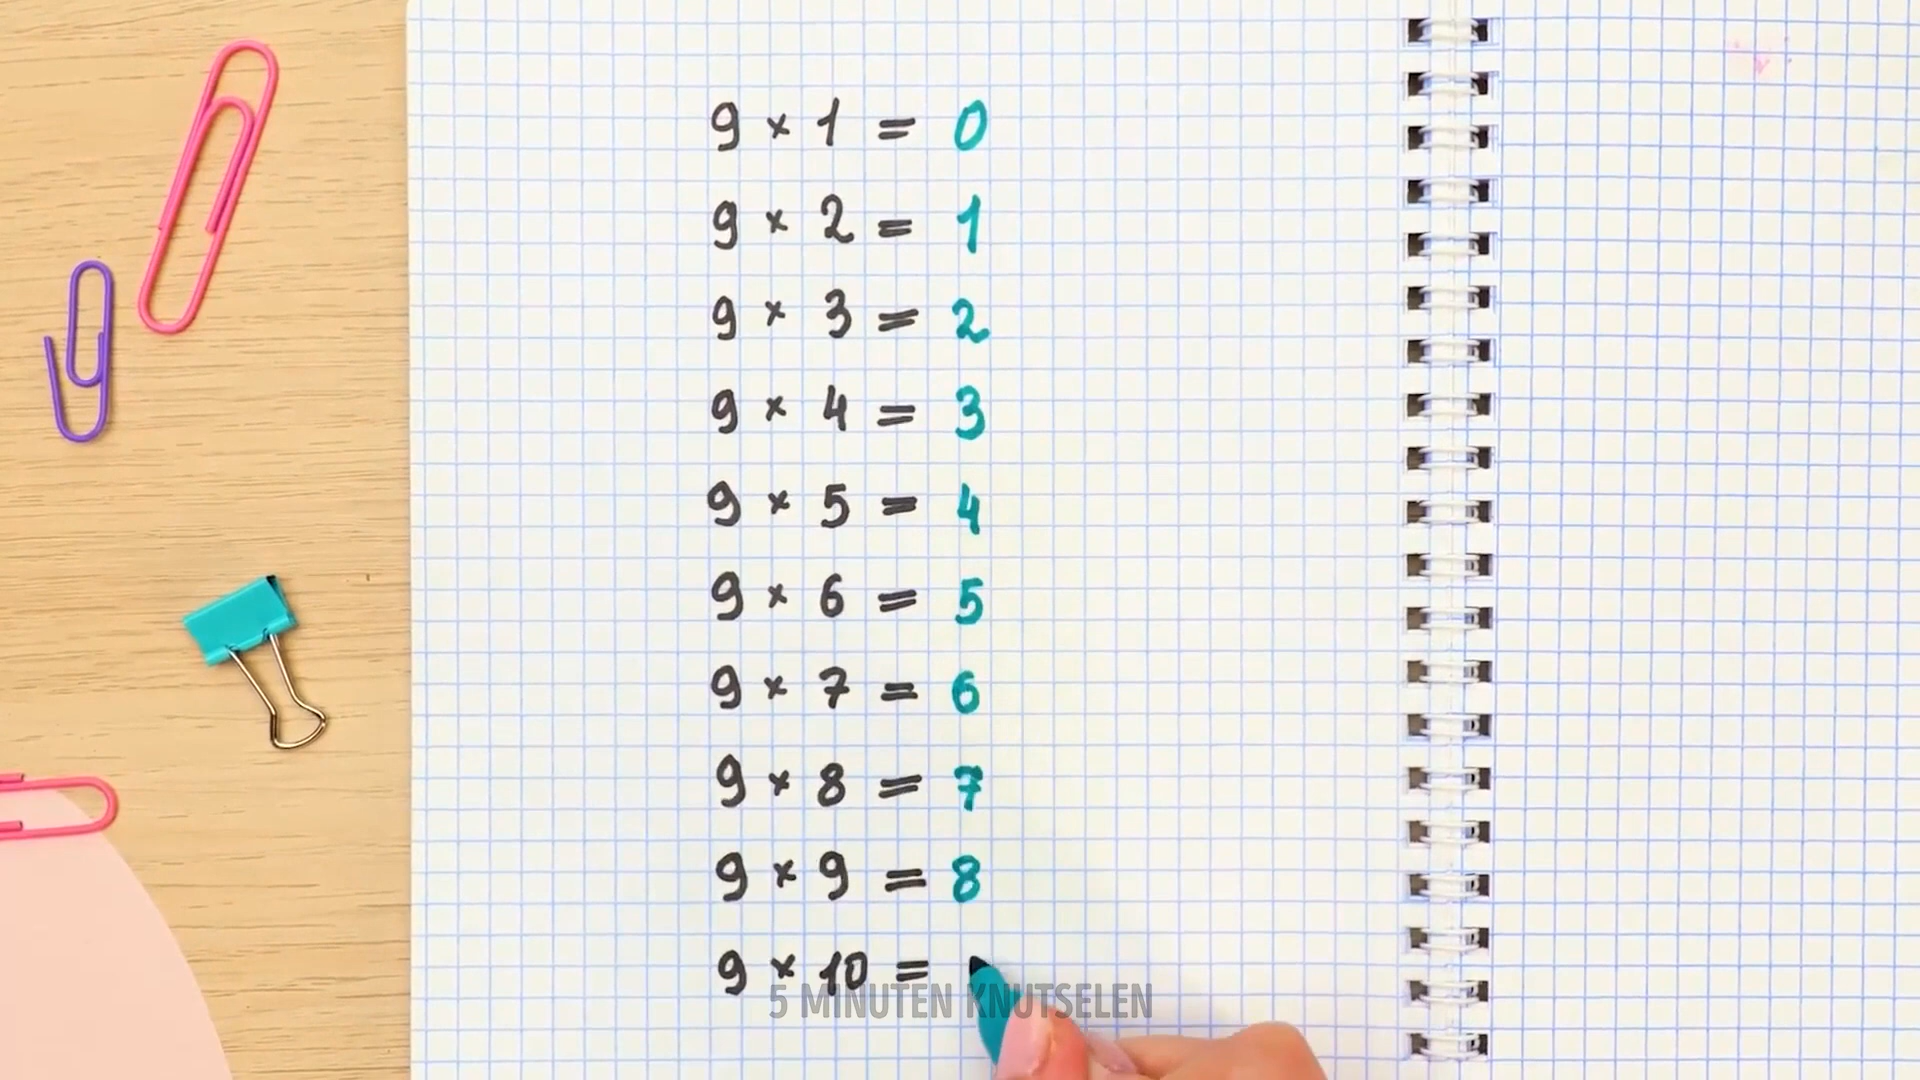 9 × 1 = 0
9 × 2 = 1
9 × 3 = 2
9 × 4 = 3
9 × 5 = 4
9 × 6 = 5
9 × 7 = 6
9 × 8 = 7
9 × 9 = 8
9 × 10 =
5 MINUTEN KNUTSELEN